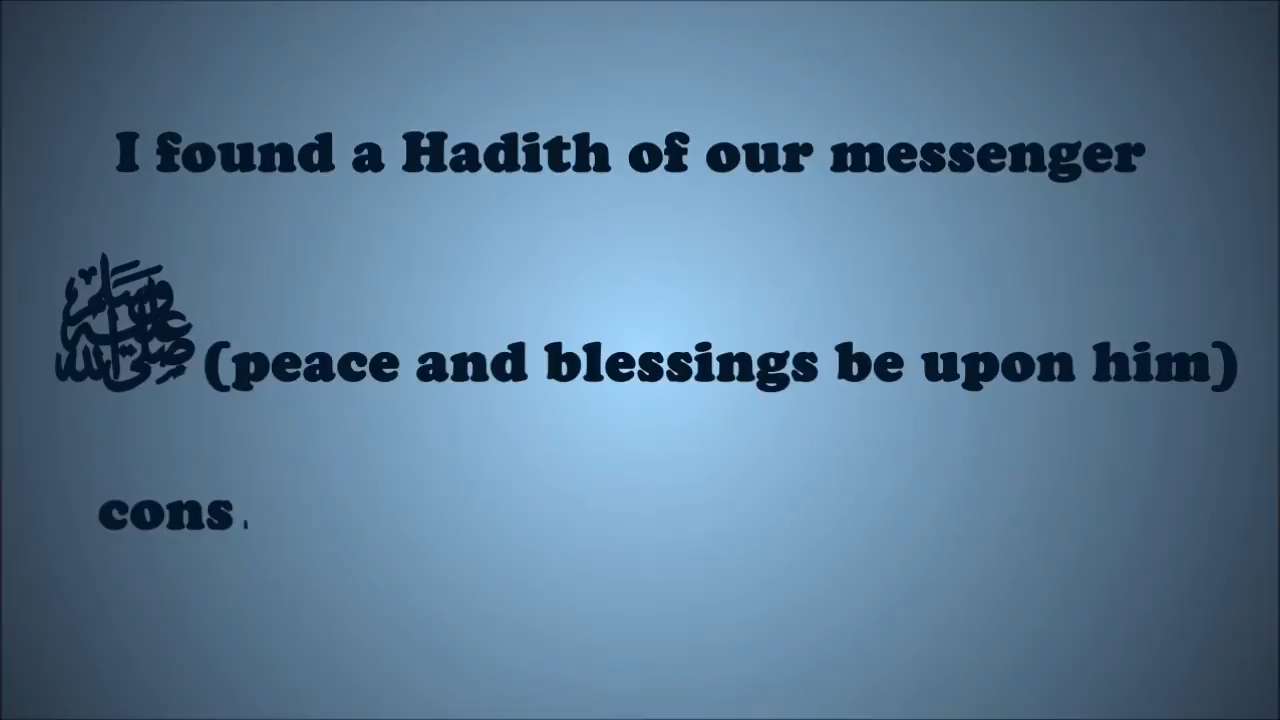 I found a Hadith of our messenger
ﷺ (peace and blessings be upon him)
cons